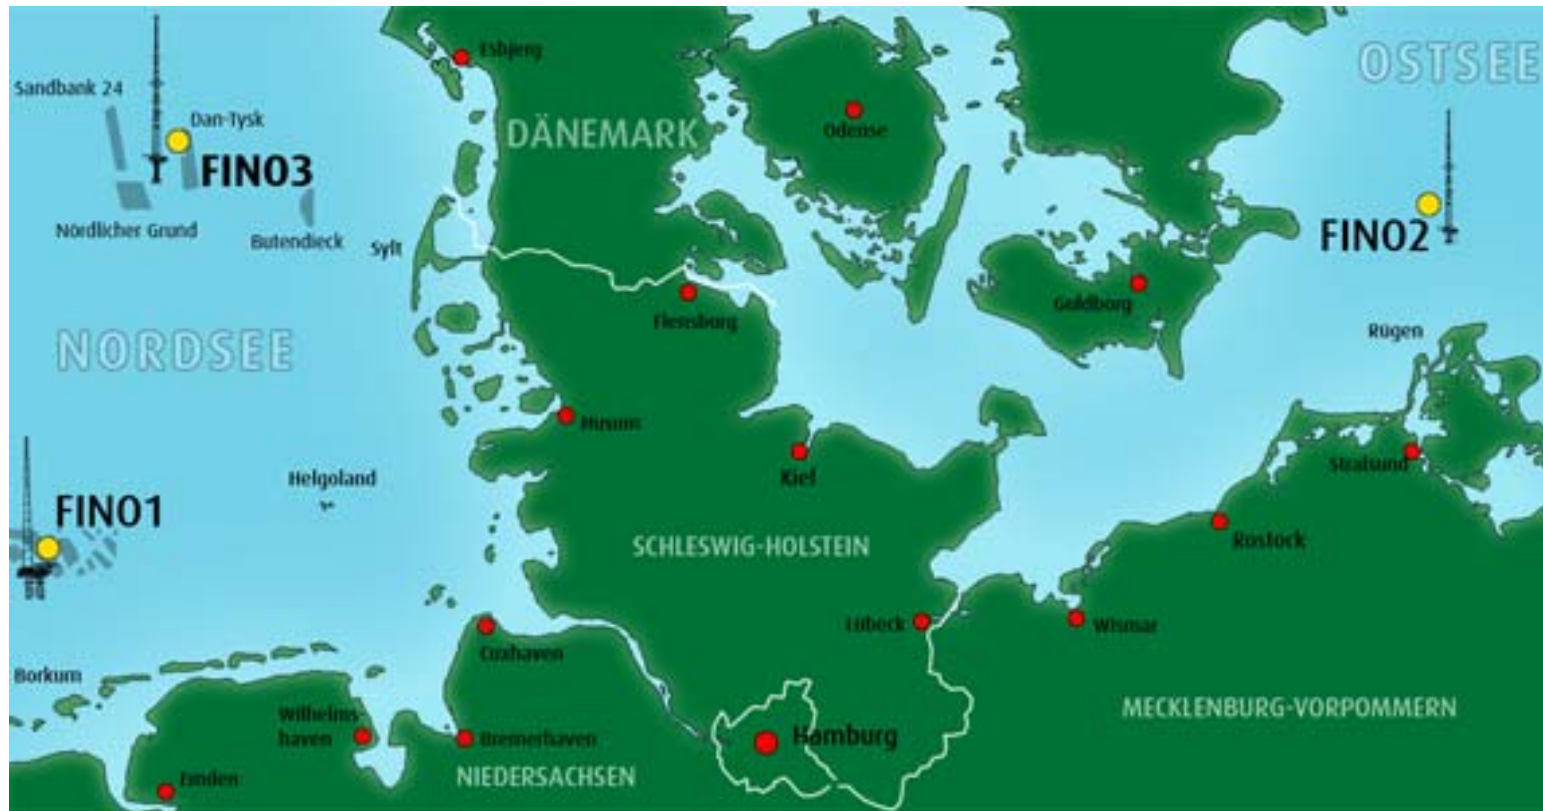 Esbjerg
OSTSEE
Sandbank 24
Dan-Tysk
DÄNEMARK
Odense
FINO3
Nördlicher Grund
Butendieck
Sylt
FINO2
Guldborg
Flensburg
Rügen
NORDSEE
Husum
Stralsund
Kiel
Helgoland
FINO1
Rostock
SCHLESWIG-HOLSTEIN
Lübeck
Wismar
Cuxhaven
Borkum
MECKLENBURG-VORPOMMERN
Wilhelms-
haven
Bremerhaven
Hamburg
NIEDERSACHSEN
Emden